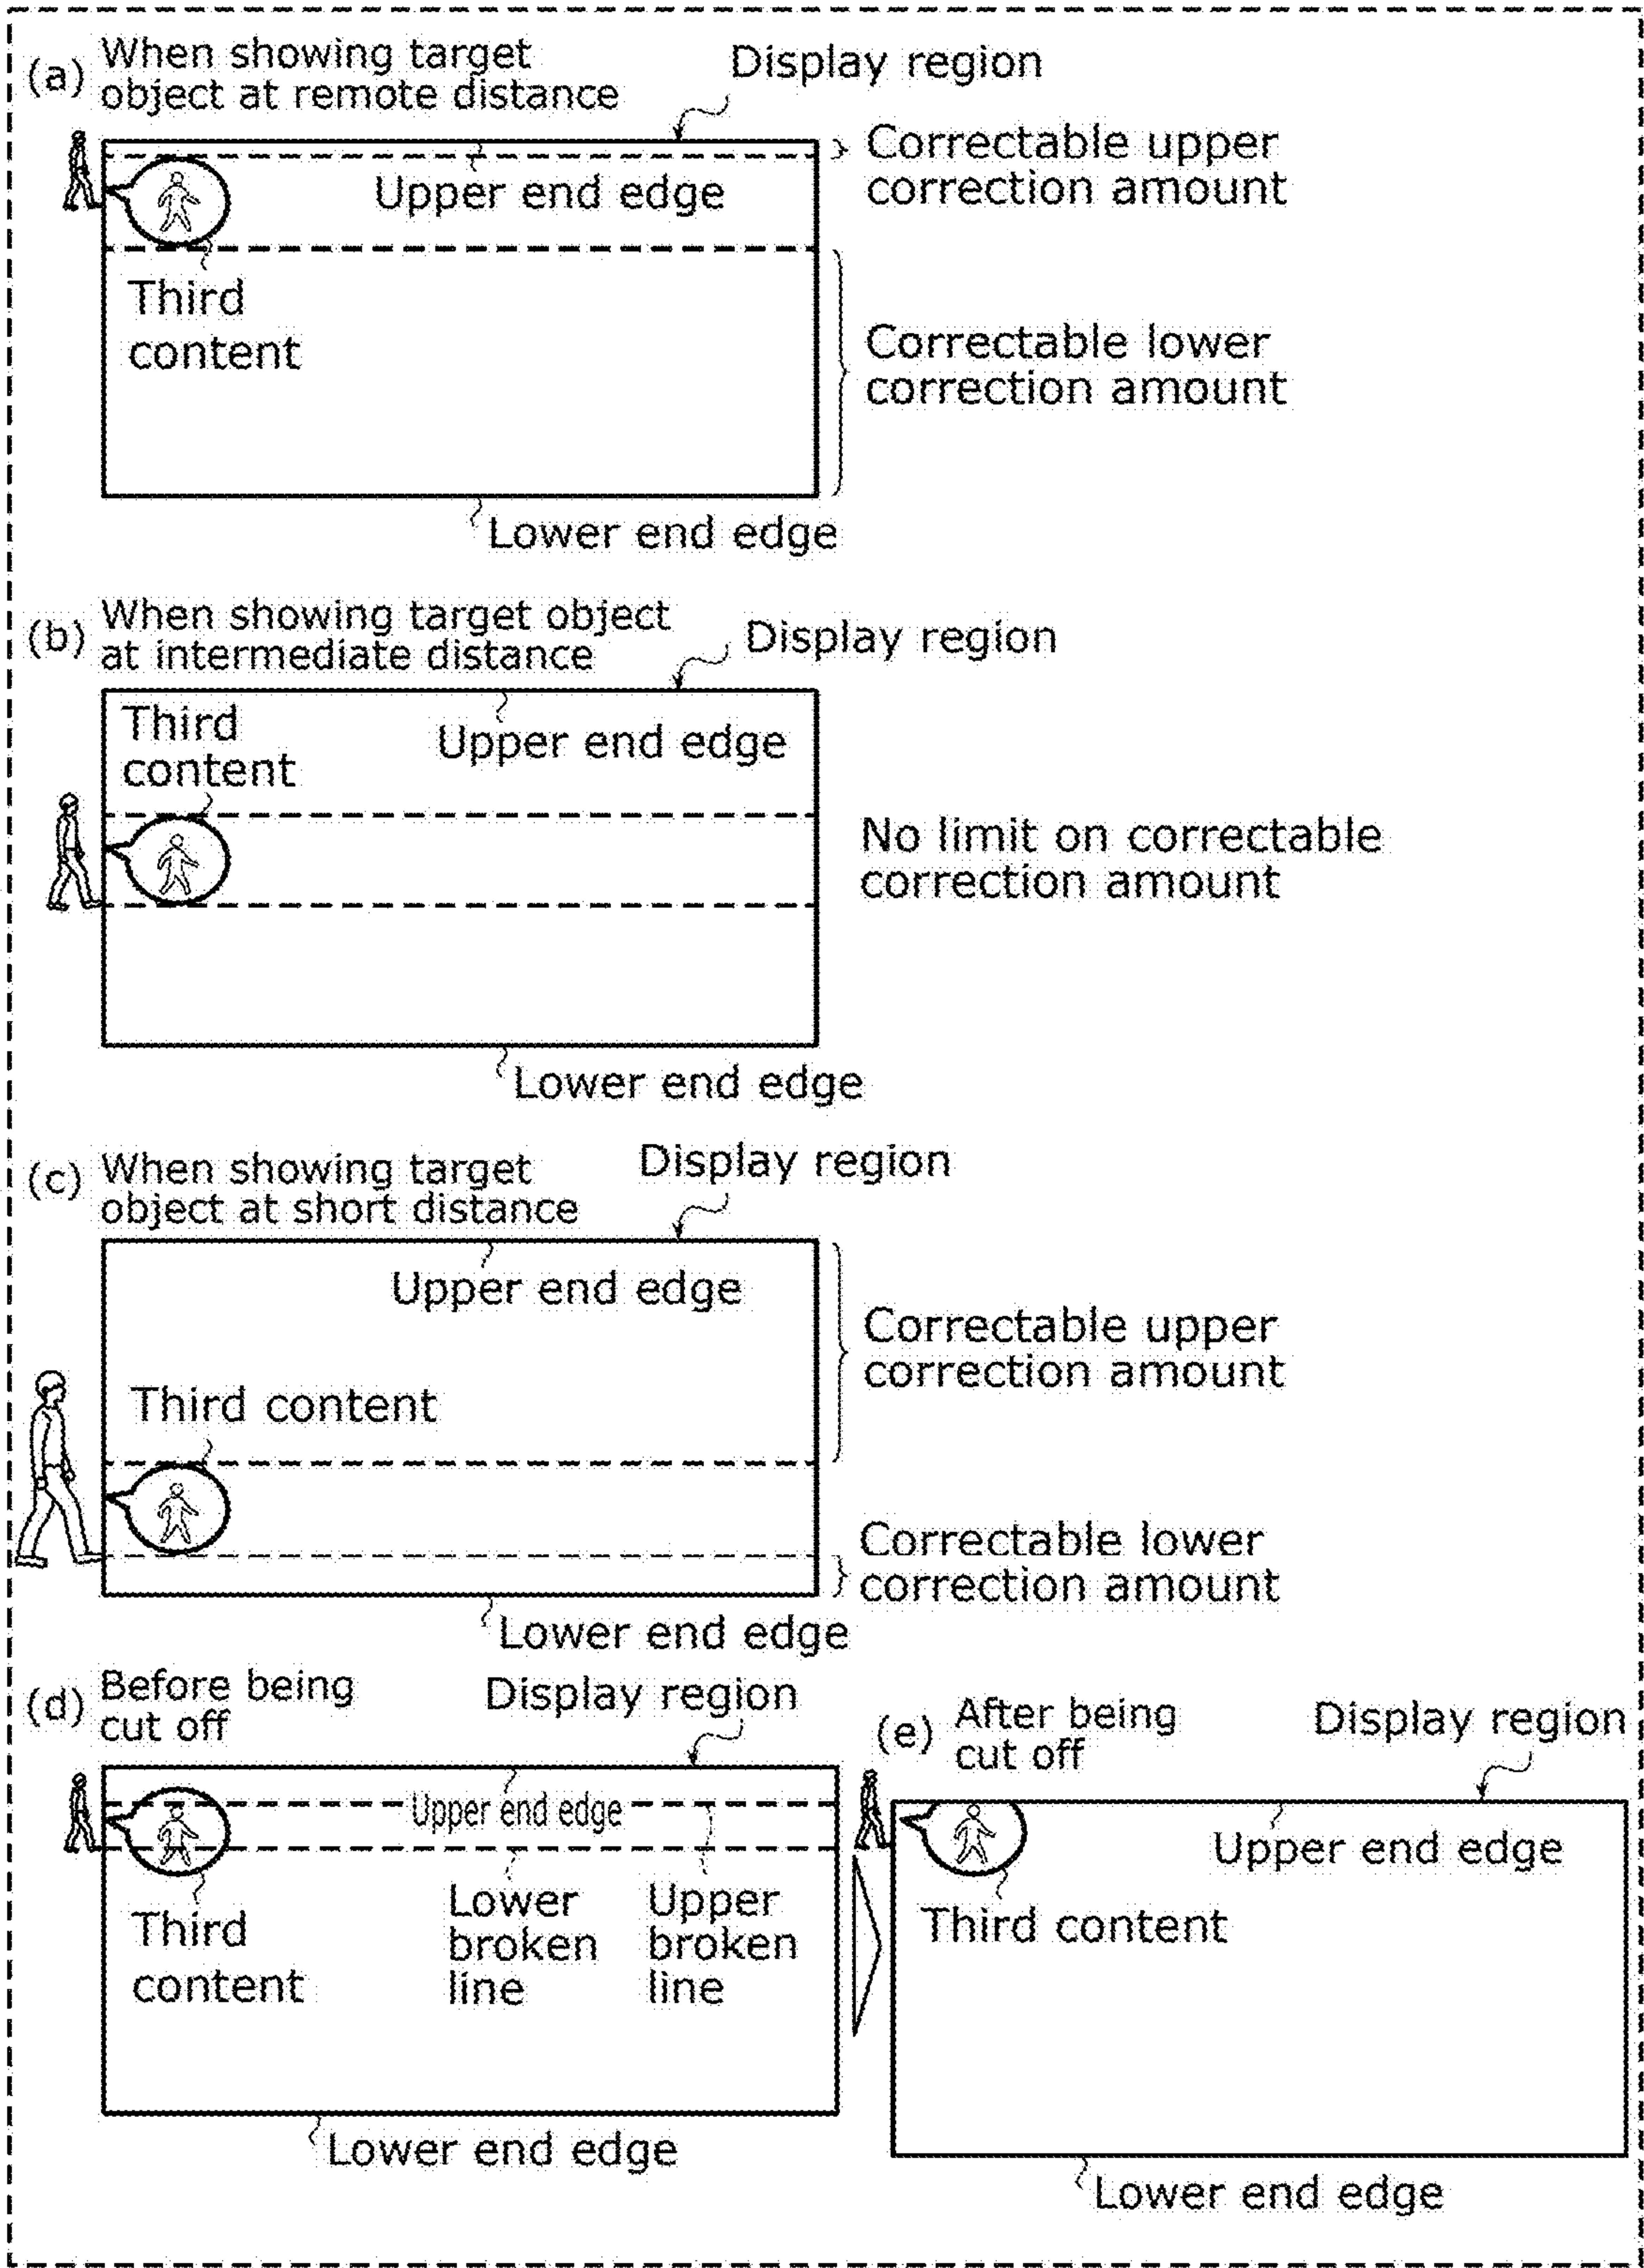 (a) When showing target
object at remote distance
Display region
Correctable upper
correction amount
Upper end edge
Third
content
Correctable lower
correction amount
Lower end edge
(b) When showing target object
at intermediate distance
Display region
Third
content
Upper end edge
No limit on correctable
correction amount
Lower end edge
(c) When showing target
object at short distance
Display region
Upper end edge
Correctable upper
correction amount
Third content
Correctable lower
correction amount
Lower end edge
(d) Before being
cut off
Display region
Upper end edge
Third
content
Lower
broken
line
Upper
broken
line
Lower end edge
(e) After being
cut off
Display region
Upper end edge
Third content
Lower end edge